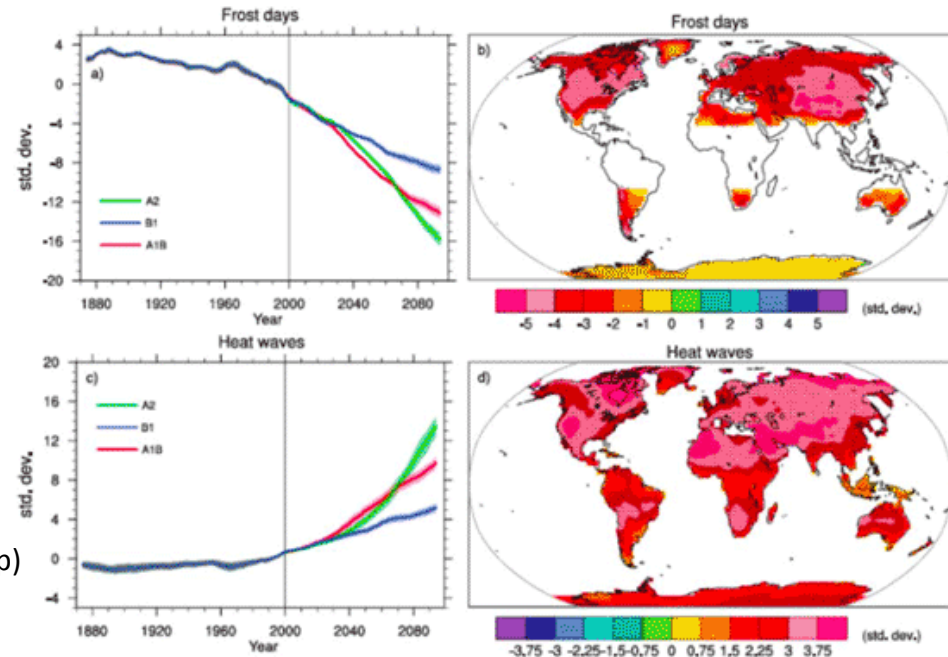 Frost days
4
0
-4
-8
-12
-16
-20
std. dev.
a)
A2
B1
A1B
1880 1920 1960 2000 2040 2080
Year
Frost days
b)
-5 -4 -3 -2 -1 0 1 2 3 4 5 (std. dev.)
Heat waves
20
16
12
8
4
0
-4
std. dev.
c)
A2
B1
A1B
1880 1920 1960 2000 2040 2080
Year
Heat waves
d)
-3.75 -3 -2.25 -1.5 -0.75 0 0.75 1.5 2.25 3 3.75 (std. dev.)